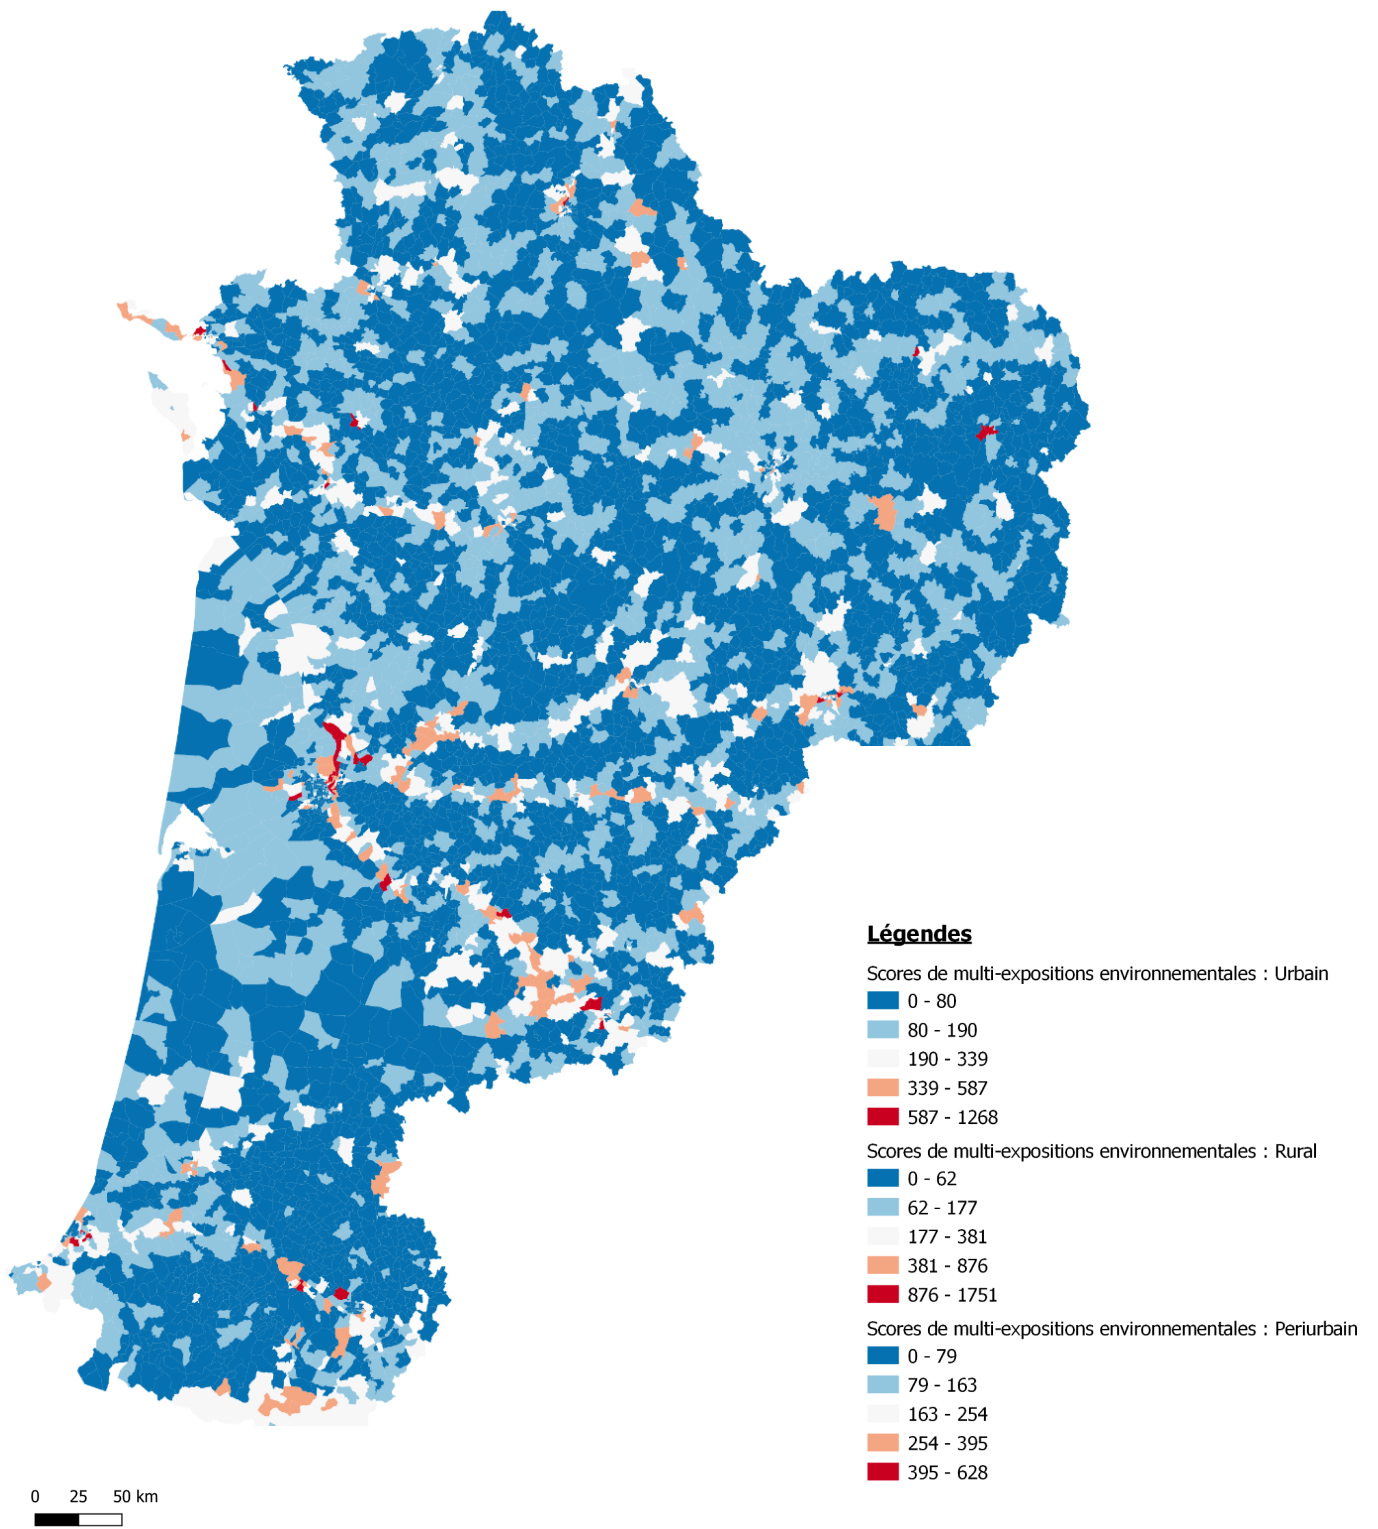 Légendes
Scores de multi-expositions environnementales : Urbain
0 - 80
80 - 190
190 - 339
339 - 587
587 - 1268
Scores de multi-expositions environnementales : Rural
0 - 62
62 - 177
177 - 381
381 - 876
876 - 1751
Scores de multi-expositions environnementales : Periurbain
0 - 79
79 - 163
163 - 254
254 - 395
395 - 628
0 25 50 km